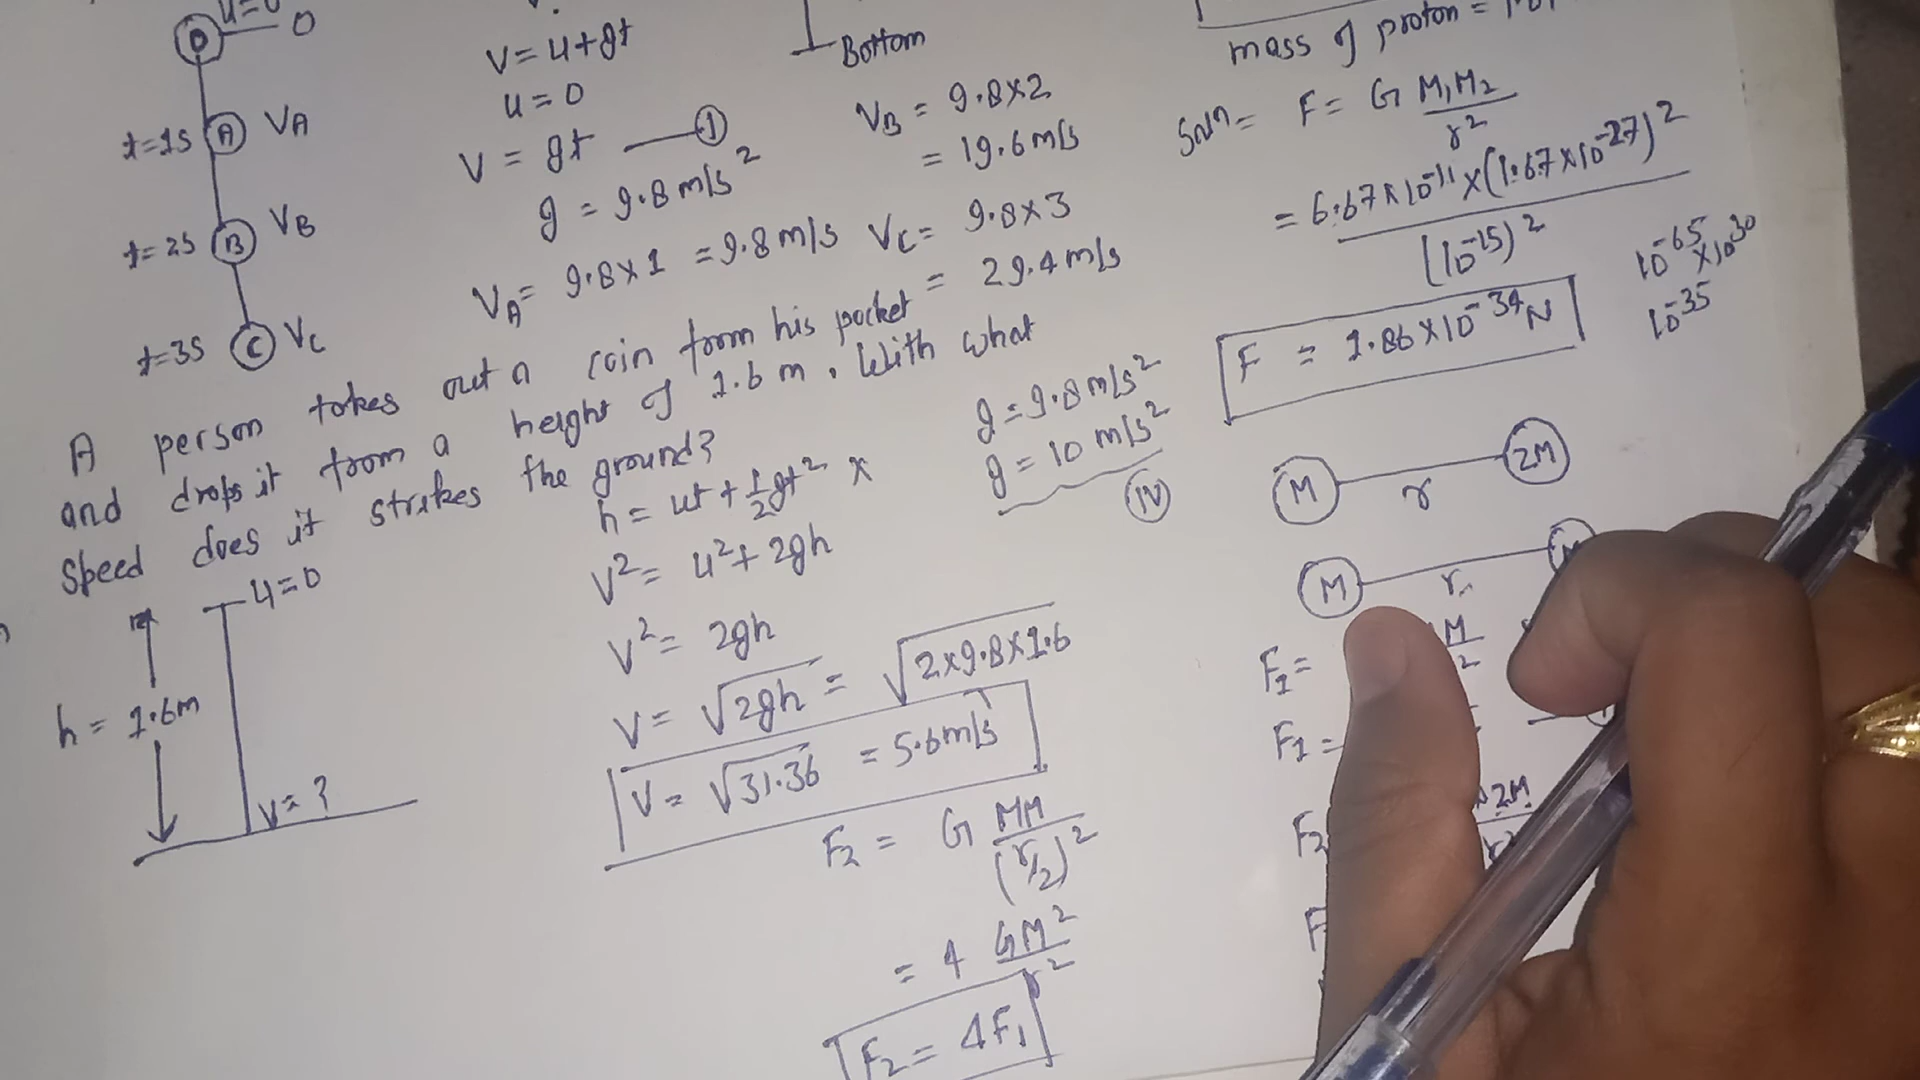 u=0
O
t=1S A VA
t=2S B VB
t=3S C Vc
V = u+gt
u = 0
V = gt — 1
g = 9.8 m/s²
VA = 9.8×1 = 9.8 m/s
Bottom
VB = 9.8×2
= 19.6 m/s
Vc = 9.8×3
= 29.4 m/s
A person takes out a coin from his pocket
and drops it from a height of 1.6 m. With what
speed does it strikes the ground?
u=0
h = 1.6m
V = ?
h = ut + 1/2 gt² ×
V² = u² + 2gh
V² = 2gh
V = √2gh = √2×9.8×1.6
V = √31.36 = 5.6 m/s
g = 9.8 m/s²
g = 10 m/s²
IV
F2 = G MM/(r/2)²
= 4 GM²/r²
F2 = 4F1
mass of proton =
Soln = F = G M1M2/r²
= 6.67×10⁻¹¹×(1.67×10⁻²⁷)²/(10⁻¹⁵)²
10⁻⁶⁵×10³⁰
10⁻³⁵
F = 1.86×10⁻³⁴N
M r 2M
M r
F1 = M
F1 =
F2 2M
F